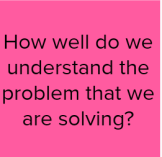 How well do we
understand the
problem that we
are solving?